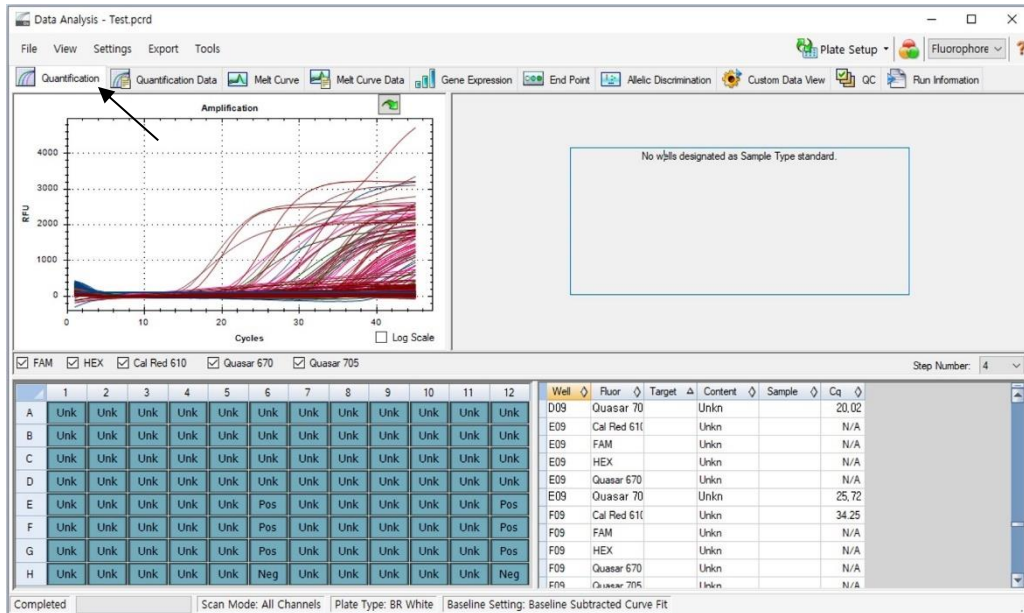 Data Analysis - Test.pcrd
File View Settings Export Tools
Plate Setup Fluorophore ?
Quantification Quantification Data Melt Curve Melt Curve Data Gene Expression End Point Allelic Discrimination Custom Data View QC Run Information
Amplification
4000
3000
2000
1000
0
RFU
0 10 20 30 40
Cycles
Log Scale
No wells designated as Sample Type standard.
FAM HEX Cal Red 610 Quasar 670 Quasar 705
Step Number: 4
1 2 3 4 5 6 7 8 9 10 11 12
A Unk Unk Unk Unk Unk Unk Unk Unk Unk Unk Unk Unk
B Unk Unk Unk Unk Unk Unk Unk Unk Unk Unk Unk Unk
C Unk Unk Unk Unk Unk Unk Unk Unk Unk Unk Unk Unk
D Unk Unk Unk Unk Unk Unk Unk Unk Unk Unk Unk Unk
E Unk Unk Unk Unk Unk Pos Unk Unk Unk Unk Unk Pos
F Unk Unk Unk Unk Unk Pos Unk Unk Unk Unk Unk Pos
G Unk Unk Unk Unk Unk Pos Unk Unk Unk Unk Unk Pos
H Unk Unk Unk Unk Unk Neg Unk Unk Unk Unk Unk Neg
Well Fluor Target Content Sample Cq
D09 Quasar 70 Unkn 20,02
E09 Cal Red 610 Unkn N/A
E09 FAM Unkn N/A
E09 HEX Unkn N/A
E09 Quasar 670 Unkn N/A
E09 Quasar 70 Unkn 25,72
F09 Cal Red 610 Unkn 34.25
F09 FAM Unkn N/A
F09 HEX Unkn N/A
F09 Quasar 670 Unkn N/A
F09 Quasar 705 Unkn N/A
Completed Scan Mode: All Channels Plate Type: BR White Baseline Setting: Baseline Subtracted Curve Fit